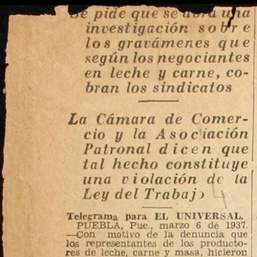 Se pide que se abra una
investigación sobre
los gravámenes que
según los negociantes
en leche y carne, co-
bran los sindicatos
La Cámara de Comer-
cio y la Asociación
Patronal dicen que
tal hecho constituye
una violación de la
Ley del Trabajo
Telegrama para EL UNIVERSAL.
PUEBLA, Pue., marzo 6 de 1937.
—Con motivo de la denuncia que
los representantes de los producto-
res de leche, carne y masa, hicieron